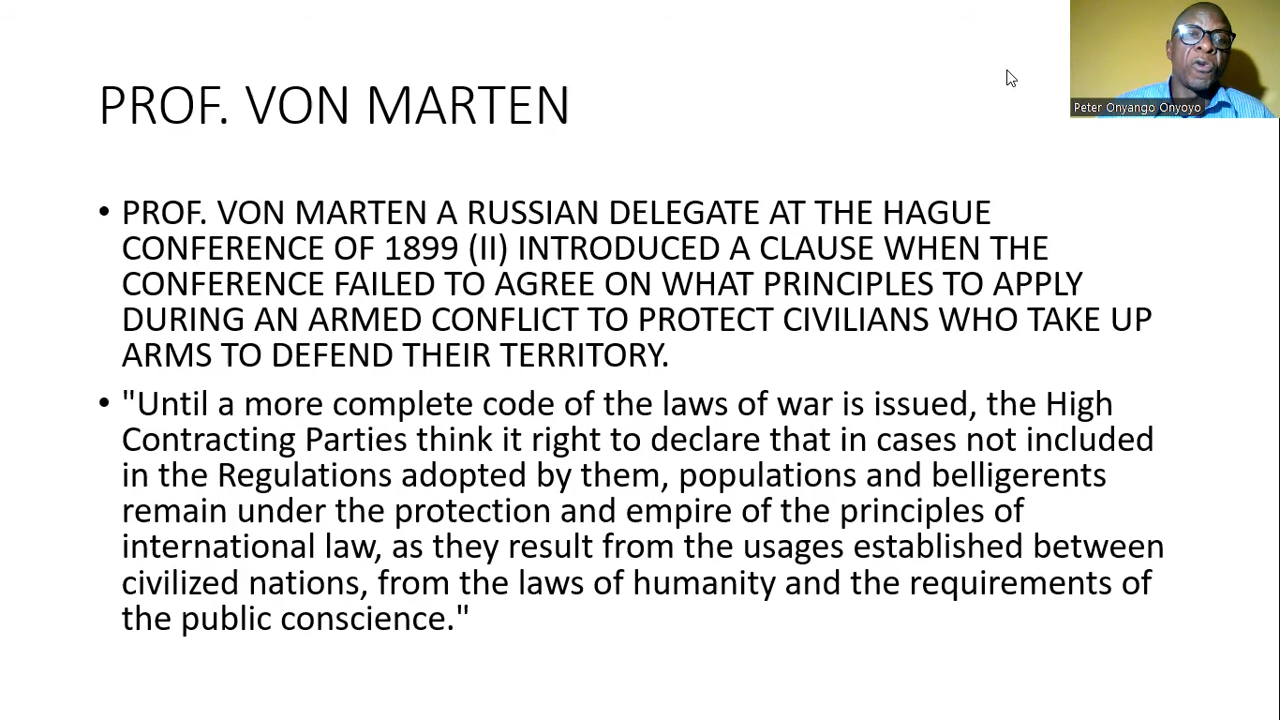 PROF. VON MARTEN
Peter Onyango Onyoyo
• PROF. VON MARTEN A RUSSIAN DELEGATE AT THE HAGUE
CONFERENCE OF 1899 (II) INTRODUCED A CLAUSE WHEN THE
CONFERENCE FAILED TO AGREE ON WHAT PRINCIPLES TO APPLY
DURING AN ARMED CONFLICT TO PROTECT CIVILIANS WHO TAKE UP
ARMS TO DEFEND THEIR TERRITORY.
• "Until a more complete code of the laws of war is issued, the High
Contracting Parties think it right to declare that in cases not included
in the Regulations adopted by them, populations and belligerents
remain under the protection and empire of the principles of
international law, as they result from the usages established between
civilized nations, from the laws of humanity and the requirements of
the public conscience."